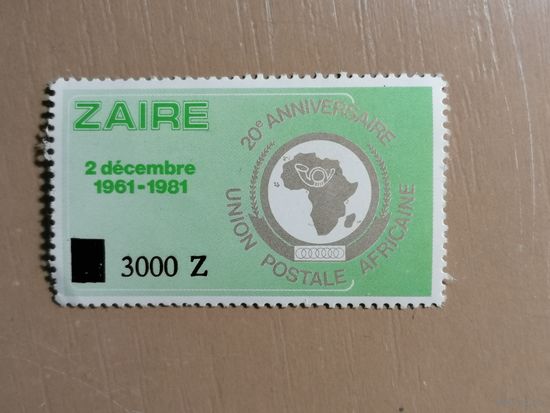 ZAIRE
2 décembre
1961-1981
3000 Z
20e ANNIVERSAIRE
UNION POSTALE AFRICAINE